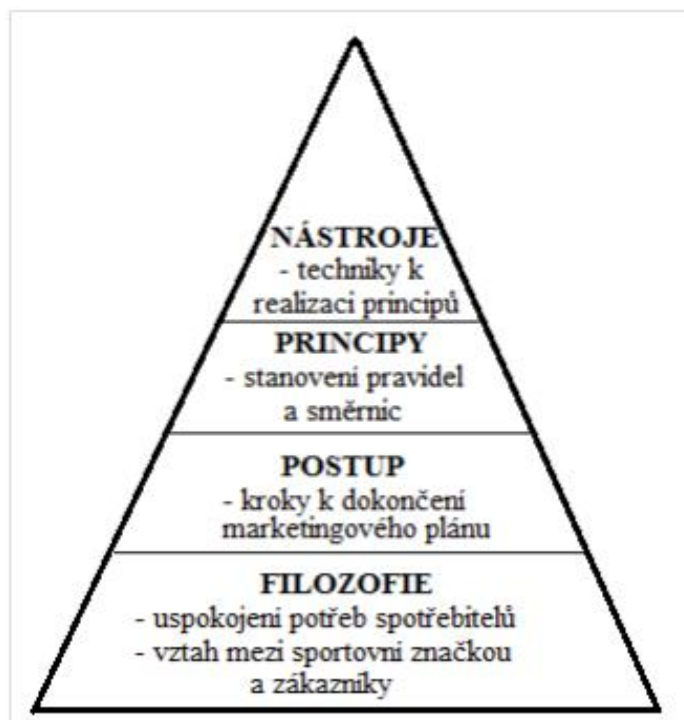 NÁSTROJE
- techniky k
realizaci principů
PRINCIPY
- stanovení pravidel
a směrnic
POSTUP
- kroky k dokončení
marketingového plánu
FILOZOFIE
- uspokojení potřeb spotřebitelů
- vztah mezi sportovní značkou
a zákazníky